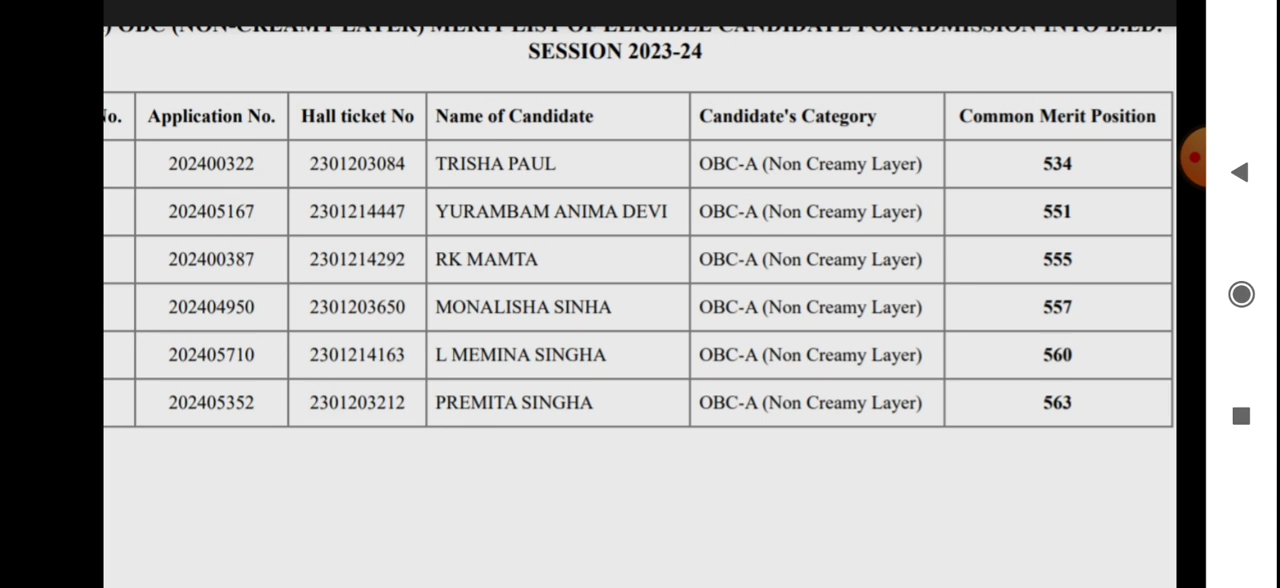 ) OBC (NON-CREAMY LAYER) MERIT LIST OF ELIGIBLE CANDIDATE FOR ADMISSION INTO B.ED.
SESSION 2023-24
No. Application No. Hall ticket No Name of Candidate Candidate's Category Common Merit Position
202400322 2301203084 TRISHA PAUL OBC-A (Non Creamy Layer) 534
202405167 2301214447 YURAMBAM ANIMA DEVI OBC-A (Non Creamy Layer) 551
202400387 2301214292 RK MAMTA OBC-A (Non Creamy Layer) 555
202404950 2301203650 MONALISHA SINHA OBC-A (Non Creamy Layer) 557
202405710 2301214163 L MEMINA SINGHA OBC-A (Non Creamy Layer) 560
202405352 2301203212 PREMITA SINGHA OBC-A (Non Creamy Layer) 563